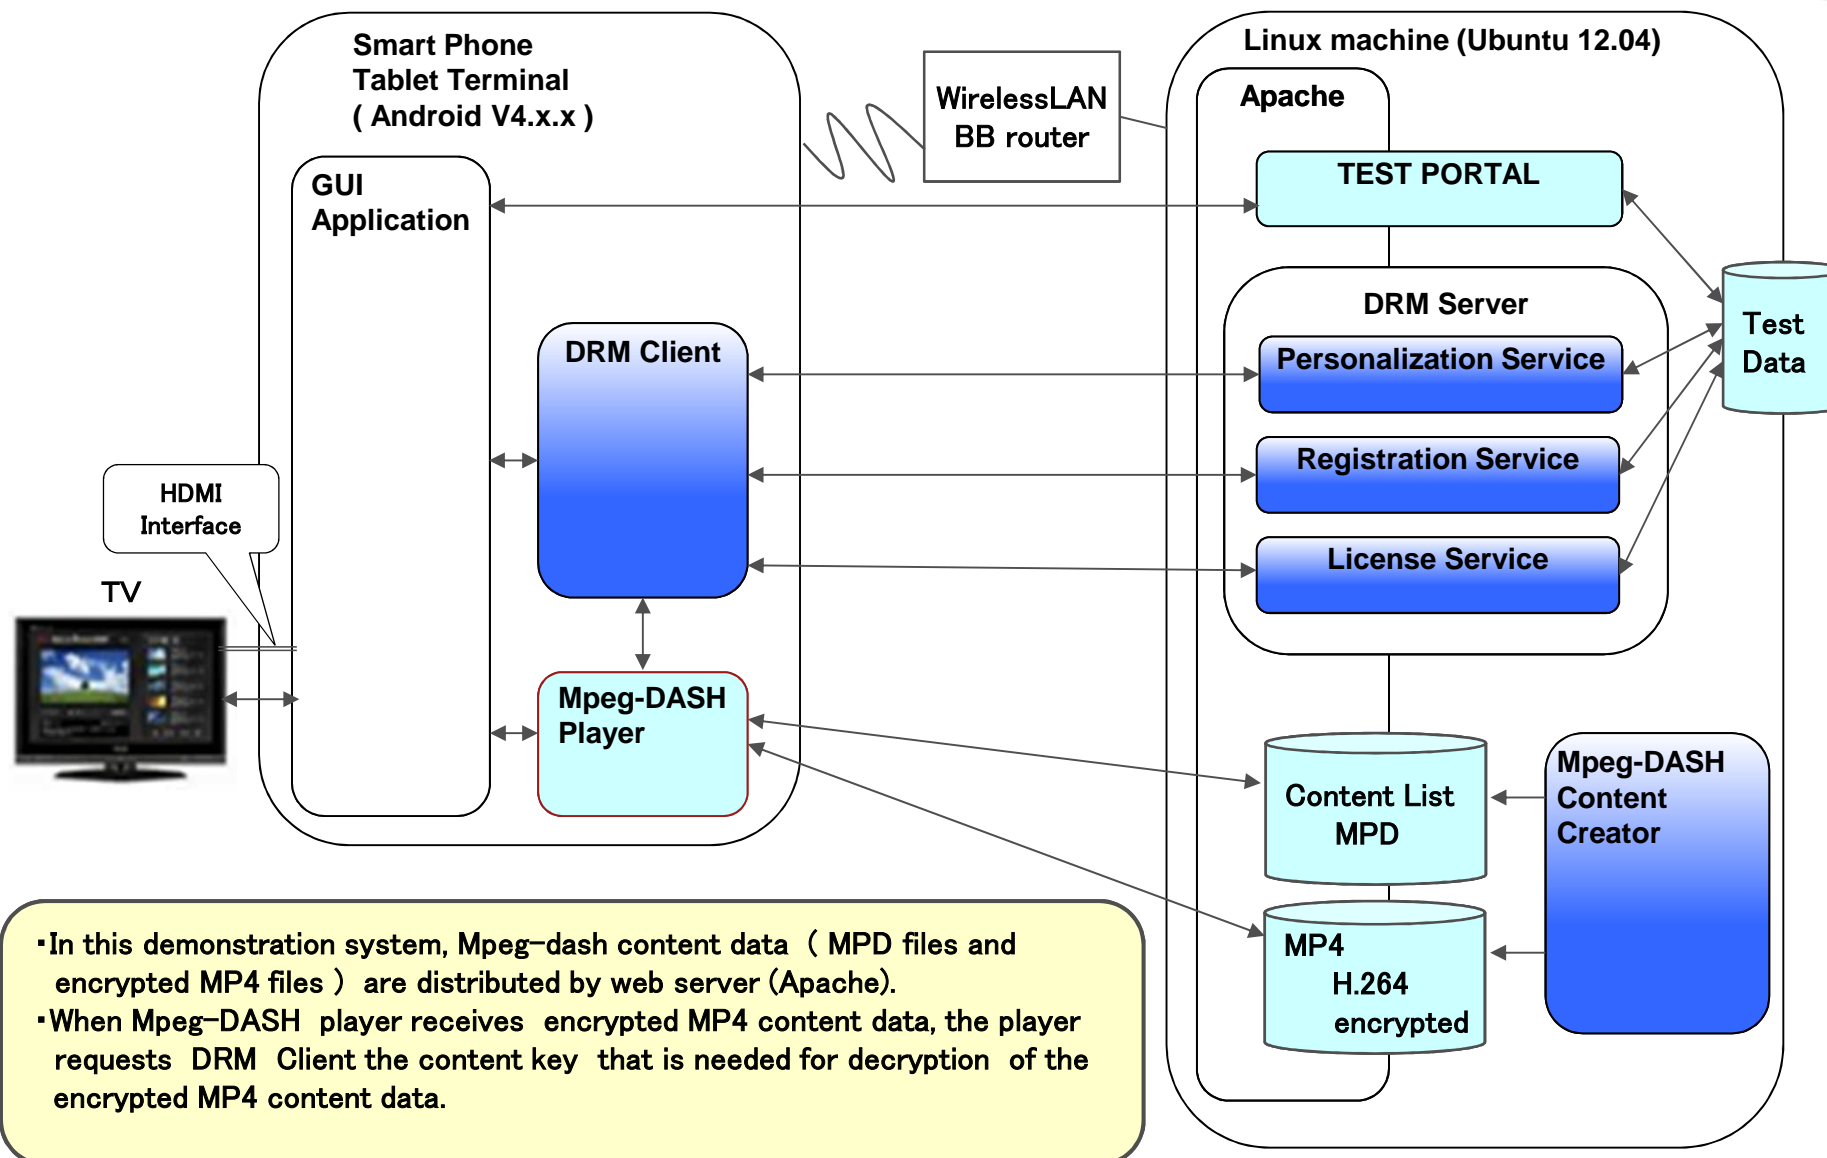 Smart Phone
Tablet Terminal
( Android V4.x.x )
GUI
Application
DRM Client
Mpeg-DASH
Player
HDMI
Interface
TV
WirelessLAN
BB router
Linux machine (Ubuntu 12.04)
Apache
TEST PORTAL
DRM Server
Personalization Service
Registration Service
License Service
Test
Data
Content List
MPD
MP4
H.264
encrypted
Mpeg-DASH
Content
Creator
・In this demonstration system, Mpeg-dash content data ( MPD files and
encrypted MP4 files ) are distributed by web server (Apache).
・When Mpeg-DASH player receives encrypted MP4 content data, the player
requests DRM Client the content key that is needed for decryption of the
encrypted MP4 content data.